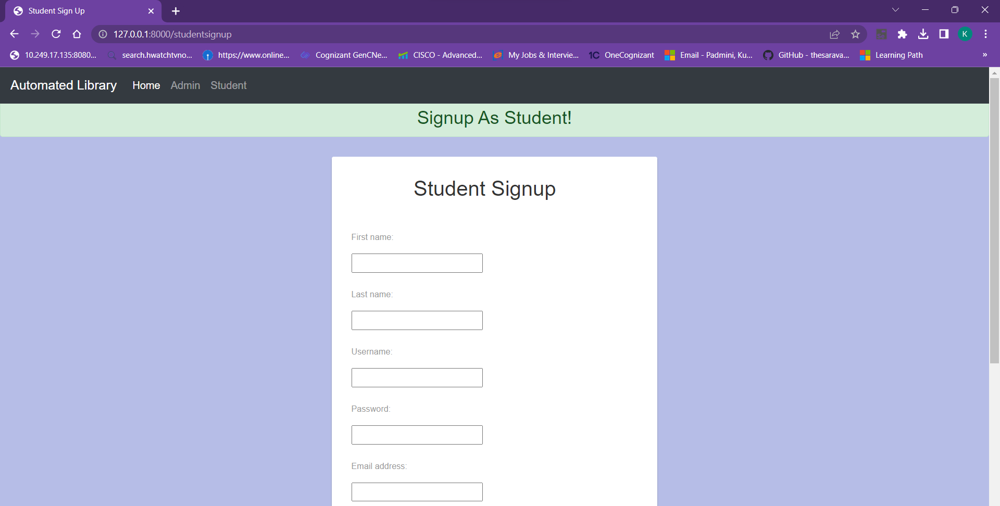 Student Sign Up
127.0.0.1:8000/studentsignup
K
10.249.17.135:8080... search.hwatchtvno... https://www.online... Cognizant GenCNe... CISCO - Advanced... My Jobs & Intervie... 1C OneCognizant Email - Padmini, Ku... GitHub - thesarava... Learning Path »
Automated Library Home Admin Student
Signup As Student!
Student Signup
First name:
Last name:
Username:
Password:
Email address: